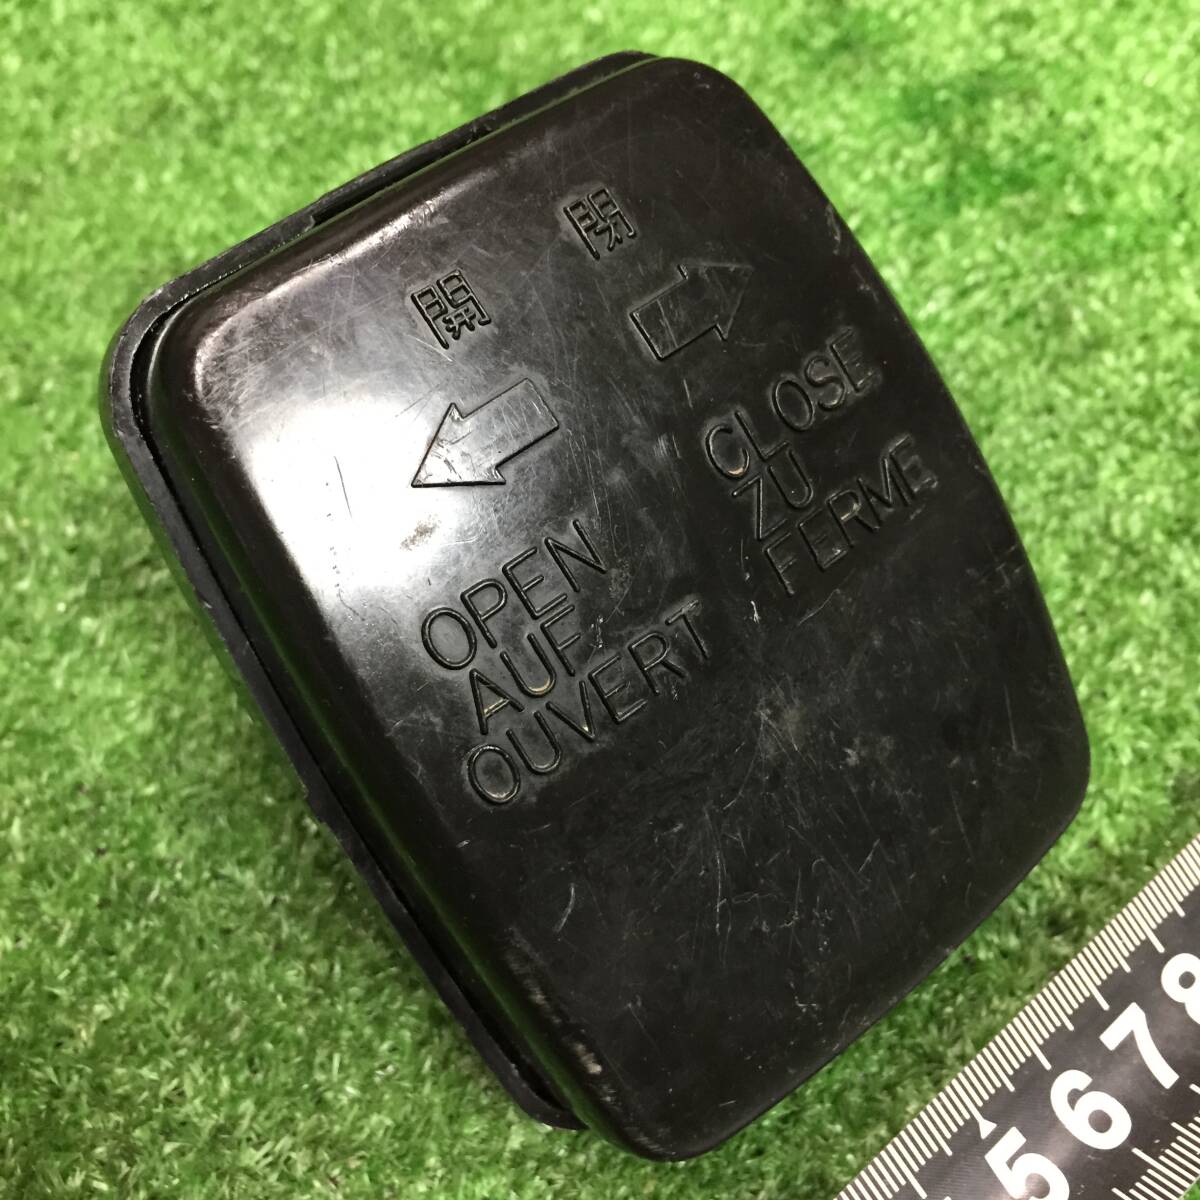 開
閉
OPEN
AUF
OUVERT
CLOSE
ZU
FERME
5 6 7 8